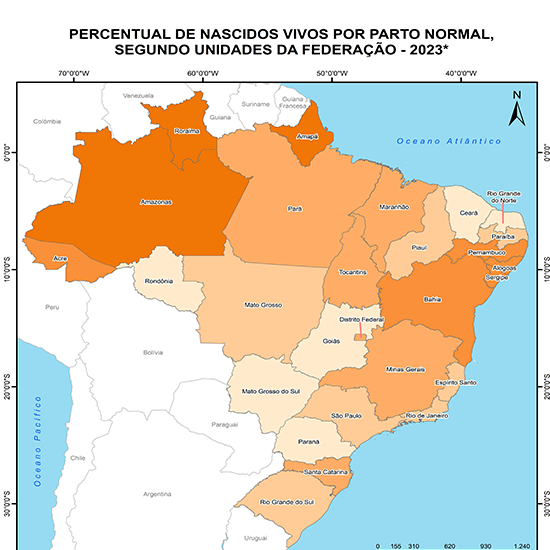 PERCENTUAL DE NASCIDOS VIVOS POR PARTO NORMAL,
SEGUNDO UNIDADES DA FEDERAÇÃO - 2023*
70°0'0"O
60°0'0"O
50°0'0"O
40°0'0"O
Venezuela
Suriname
Guiana
Francesa
Guiana
Colômbia
N
Roraima
Amapá
Oceano Atlântico
0°0'0"
0°0'0"
Amazonas
Pará
Maranhão
Ceará
Rio Grande
do Norte
Paraíba
Piauí
Pernambuco
Acre
Alogoas
Sergipe
10°0'0"S
10°0'0"S
Tocantins
Rondônia
Mato Grosso
Bahia
Peru
Distrito Federal
Goiás
Bolívia
Minas Gerais
20°0'0"S
20°0'0"S
Mato Grosso do Sul
Espírito Santo
São Paulo
Rio de Janeiro
Oceano Pacífico
Paraguai
Paraná
Chile
Santa Catarina
Argentina
Rio Grande do Sul
30°0'0"S
30°0'0"S
Uruguai
0 155 310 620 930 1.240